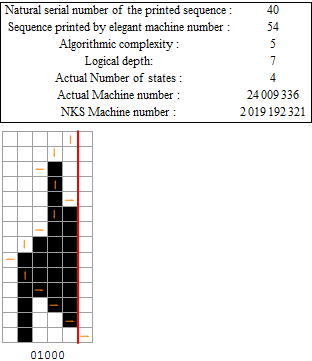 Natural serial number of the printed sequence : 40
Sequence printed by elegant machine number : 54
Algorithmic complexity : 5
Logical depth: 7
Actual Number of states : 4
Actual Machine number : 24 009 336
NKS Machine number : 2 019 192 321
01000